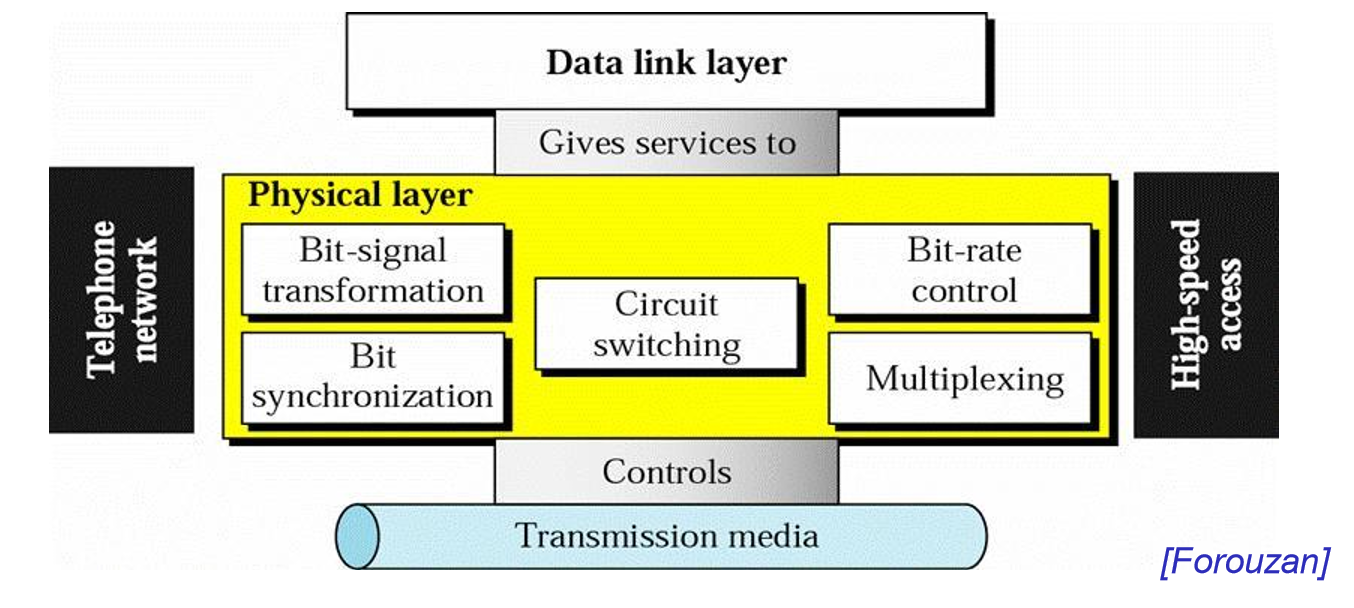 Data link layer
Gives services to
Telephone
network
Physical layer
Bit-signal
transformation
Bit
synchronization
Circuit
switching
Bit-rate
control
Multiplexing
High-speed
access
Controls
Transmission media
[Forouzan]